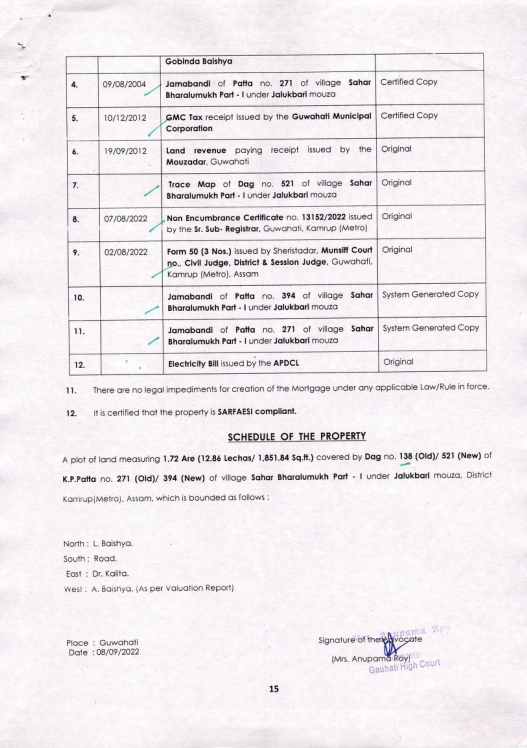 Gobinda Baishya
4. 09/08/2004 Jamabandi of Patta no. 271 of village Sahar Certified Copy
Bharalumukh Part - I under Jalukbari mouza
5. 10/12/2012 GMC Tax receipt issued by the Guwahati Municipal Certified Copy
Corporation
6. 19/09/2012 Land revenue paying receipt issued by the Original
Mouzadar, Guwahati
7. Trace Map of Dag no. 521 of village Sahar Original
Bharalumukh Part - I under Jalukbari mouza
8. 07/08/2022 Non Encumbrance Certificate no. 13152/2022 issued Original
by the Sr. Sub- Registrar, Guwahati, Kamrup (Metro)
9. 02/08/2022 Form 50 (3 Nos.) issued by Sheristadar, Munsiff Court Original
no., Civil Judge, District & Session Judge, Guwahati,
Kamrup (Metro), Assam
10. Jamabandi of Patta no. 394 of village Sahar System Generated Copy
Bharalumukh Part - I under Jalukbari mouza
11. Jamabandi of Patta no. 271 of village Sahar System Generated Copy
Bharalumukh Part - I under Jalukbari mouza
12. Electricity Bill issued by the APDCL Original
11. There are no legal impediments for creation of the Mortgage under any applicable Law/Rule in force.
12. It is certified that the property is SARFAESI compliant.
SCHEDULE OF THE PROPERTY
A plot of land measuring 1.72 Are (12.86 Lechas/ 1,851.84 Sq.ft.) covered by Dag no. 138 (Old)/ 521 (New) of
K.P.Patta no. 271 (Old)/ 394 (New) of village Sahar Bharalumukh Part - I under Jalukbari mouza, District
Kamrup(Metro), Assam, which is bounded as follows :
North : L. Baishya.
South : Road.
East : Dr. Kalita.
West : A. Baishya. (As per Valuation Report)
Place : Guwahati
Date : 08/09/2022
Anupama Roy
Signature of the Advocate
(Mrs. Anupama Roy)
Gauhati High Court
15